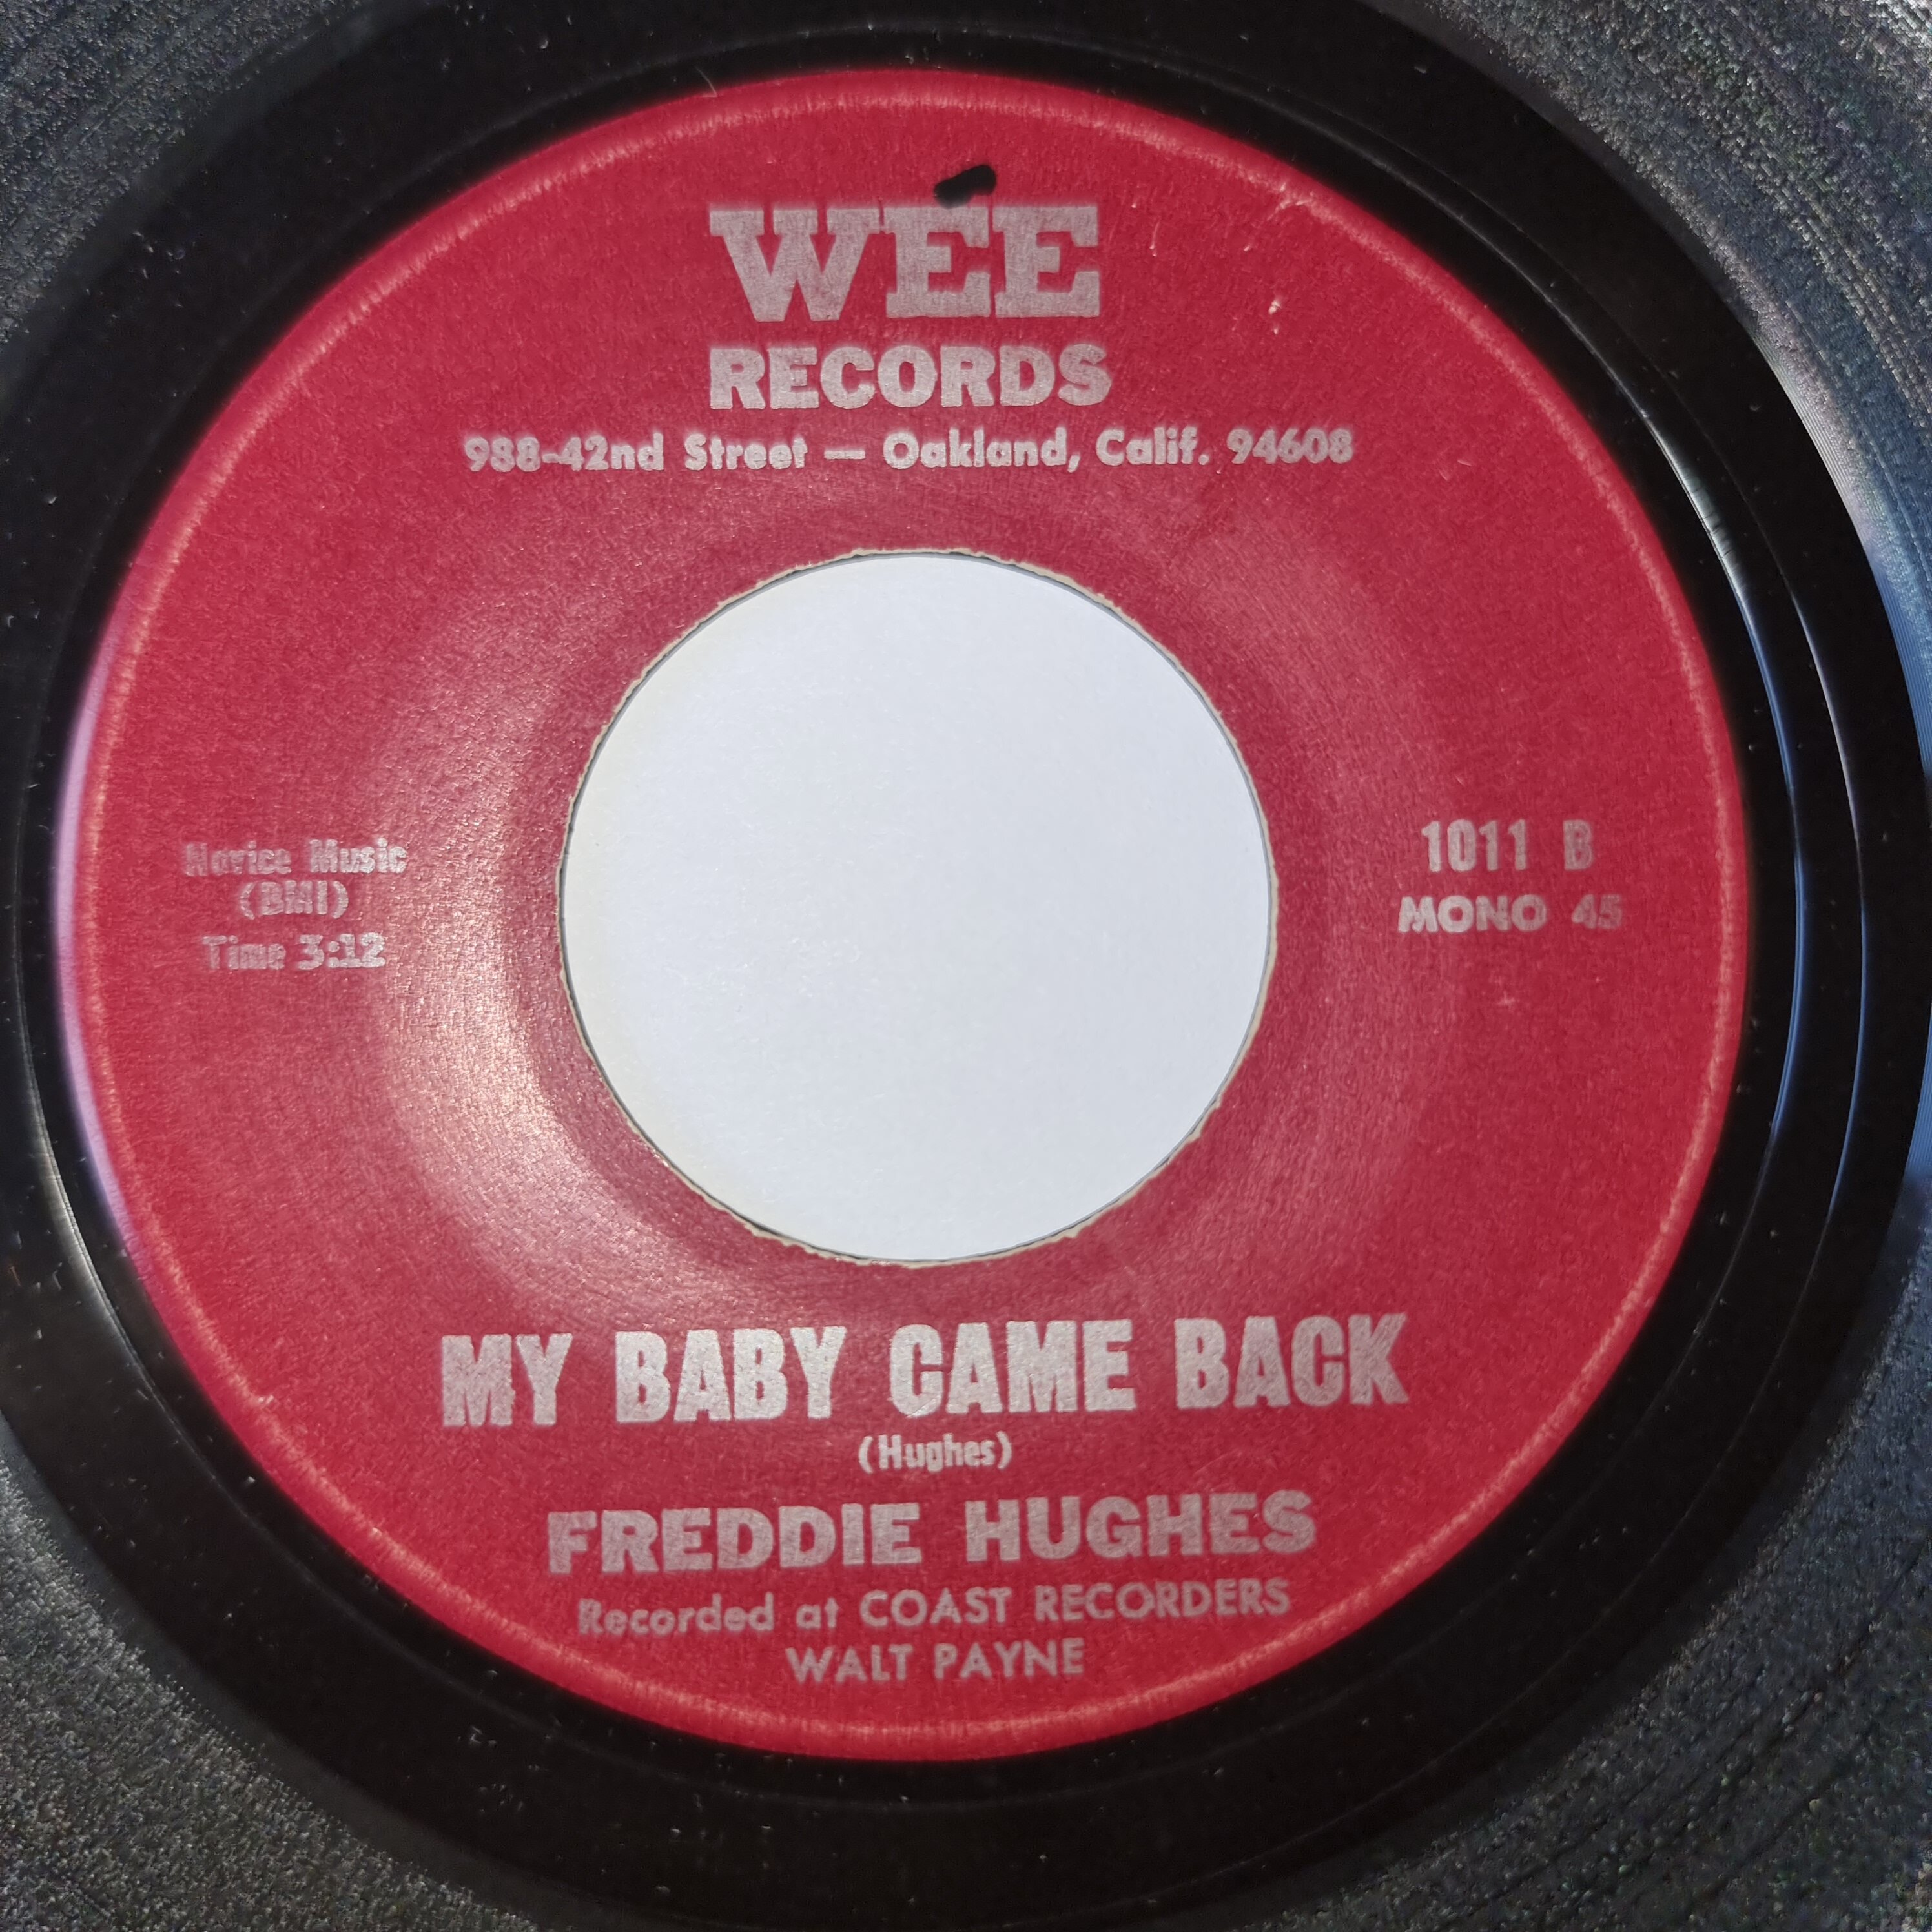 WEE
RECORDS
988-42nd Street — Oakland, Calif. 94608
Novice Music
(BMI)
Time 3:12
1011 B
MONO 45
MY BABY CAME BACK
(Hughes)
FREDDIE HUGHES
Recorded at COAST RECORDERS
WALT PAYNE